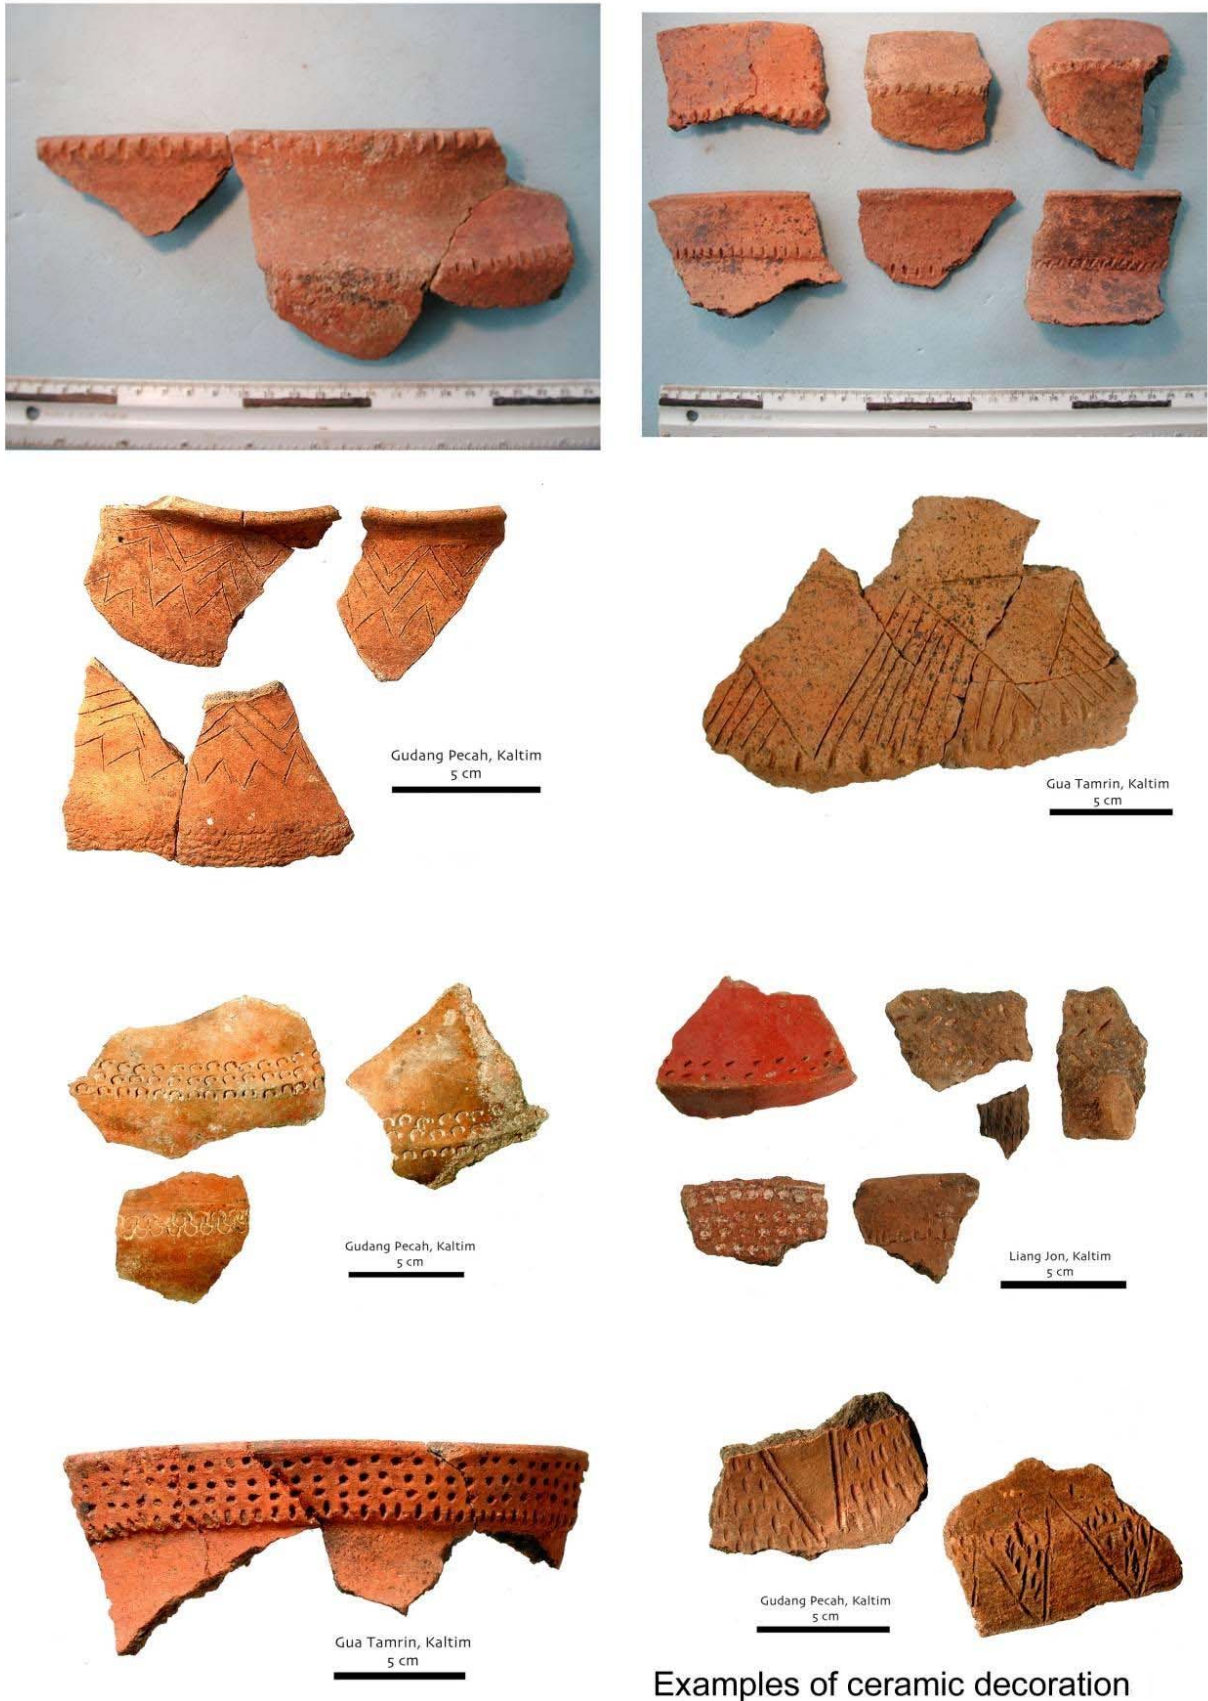 Gudang Pecah, Kaltim
5 cm
Gua Tamrin, Kaltim
5 cm
Gudang Pecah, Kaltim
5 cm
Liang Jon, Kaltim
5 cm
Gua Tamrin, Kaltim
5 cm
Gudang Pecah, Kaltim
5 cm
Examples of ceramic decoration